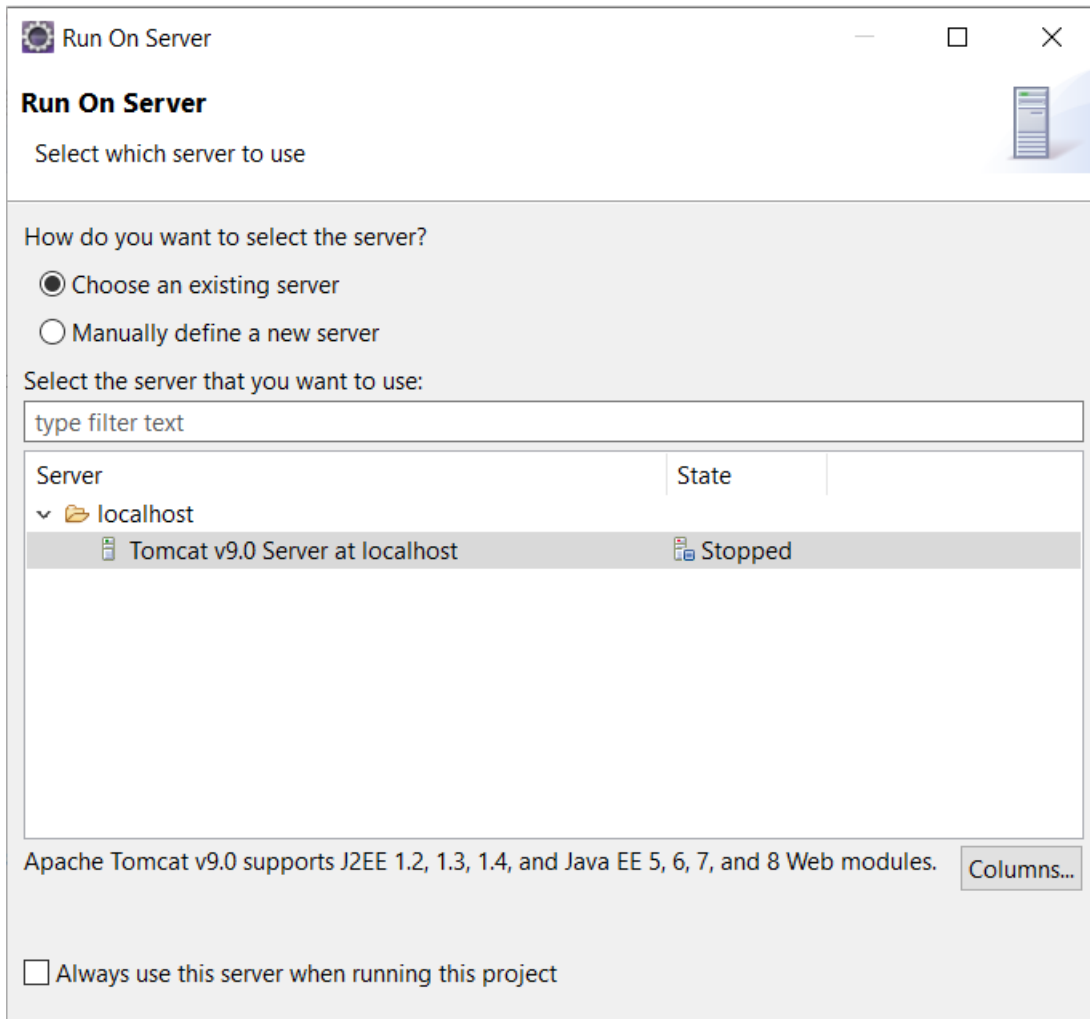 Run On Server
Run On Server
Select which server to use
How do you want to select the server?
Choose an existing server
Manually define a new server
Select the server that you want to use:
type filter text
Server State
localhost
Tomcat v9.0 Server at localhost Stopped
Apache Tomcat v9.0 supports J2EE 1.2, 1.3, 1.4, and Java EE 5, 6, 7, and 8 Web modules. Columns...
Always use this server when running this project